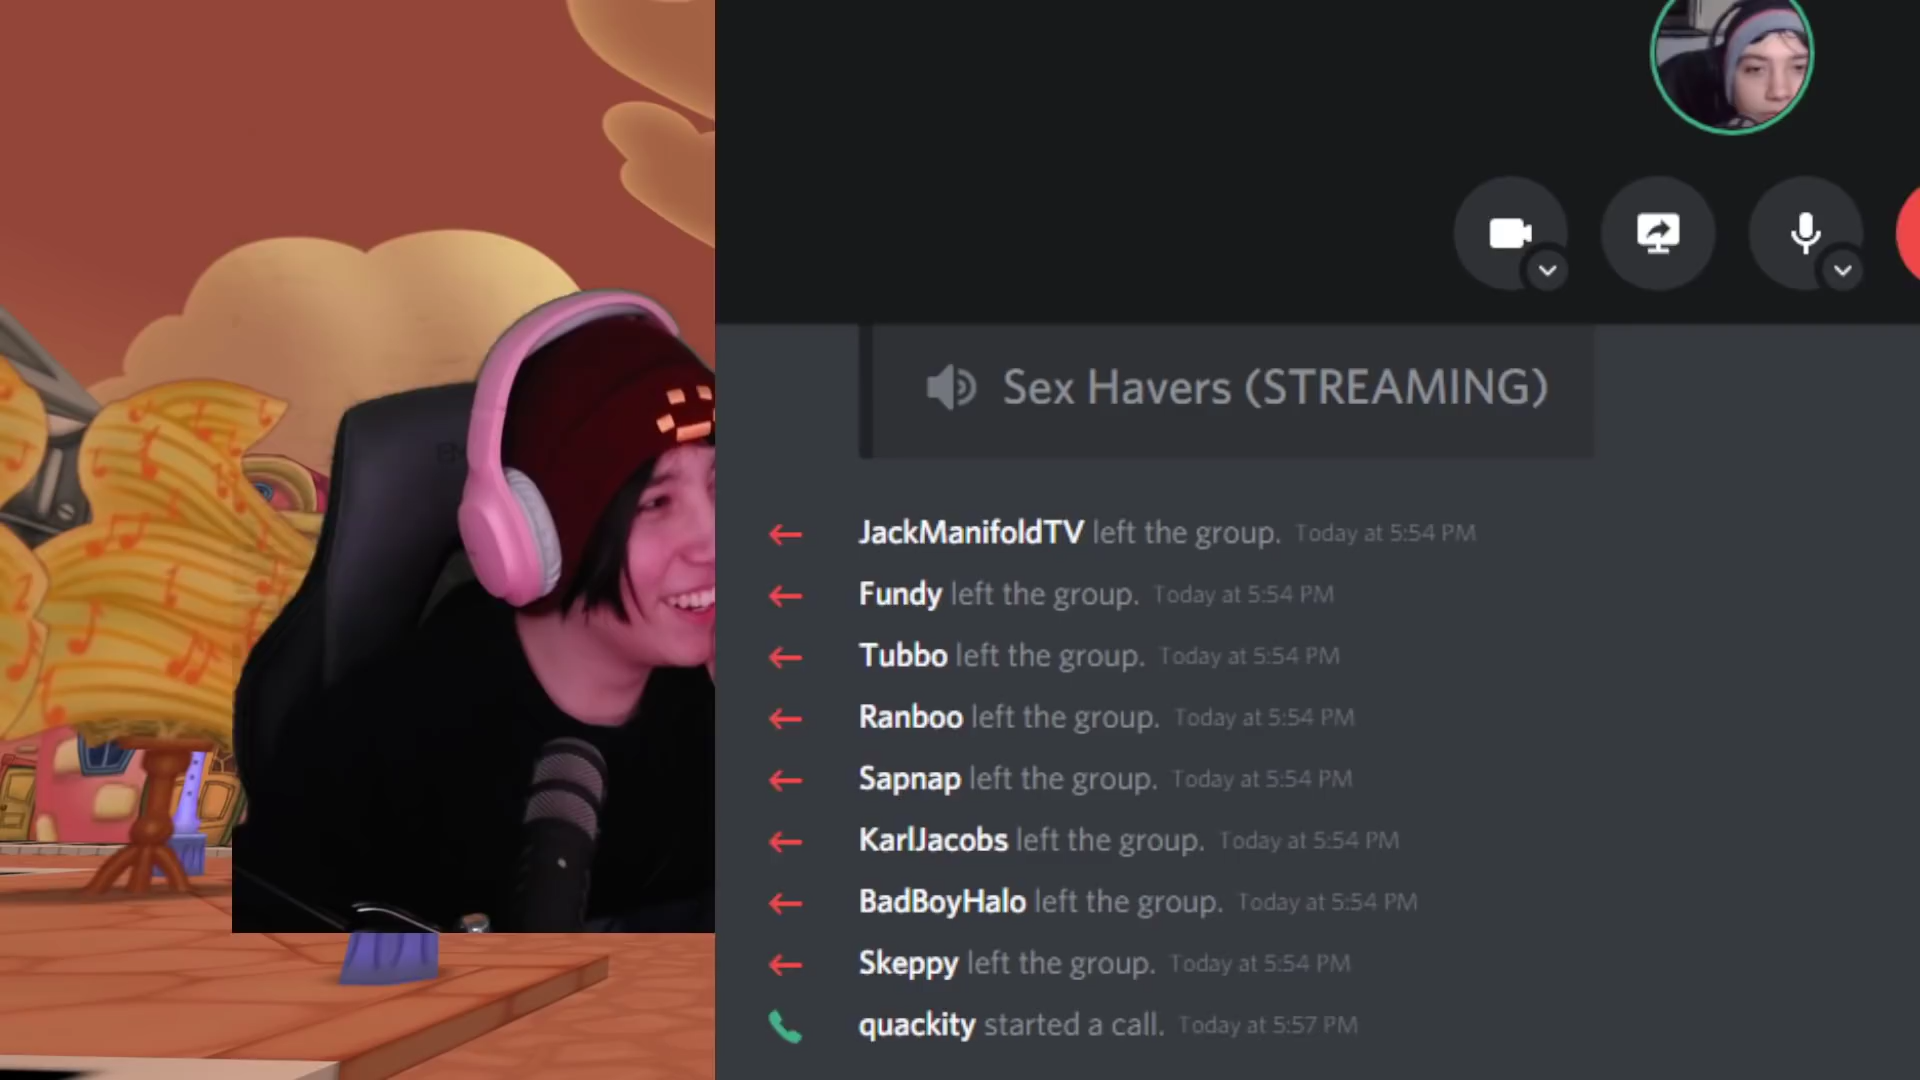 Sex Havers (STREAMING)
JackManifoldTV left the group. Today at 5:54 PM
Fundy left the group. Today at 5:54 PM
Tubbo left the group. Today at 5:54 PM
Ranboo left the group. Today at 5:54 PM
Sapnap left the group. Today at 5:54 PM
KarlJacobs left the group. Today at 5:54 PM
BadBoyHalo left the group. Today at 5:54 PM
Skeppy left the group. Today at 5:54 PM
quackity started a call. Today at 5:57 PM